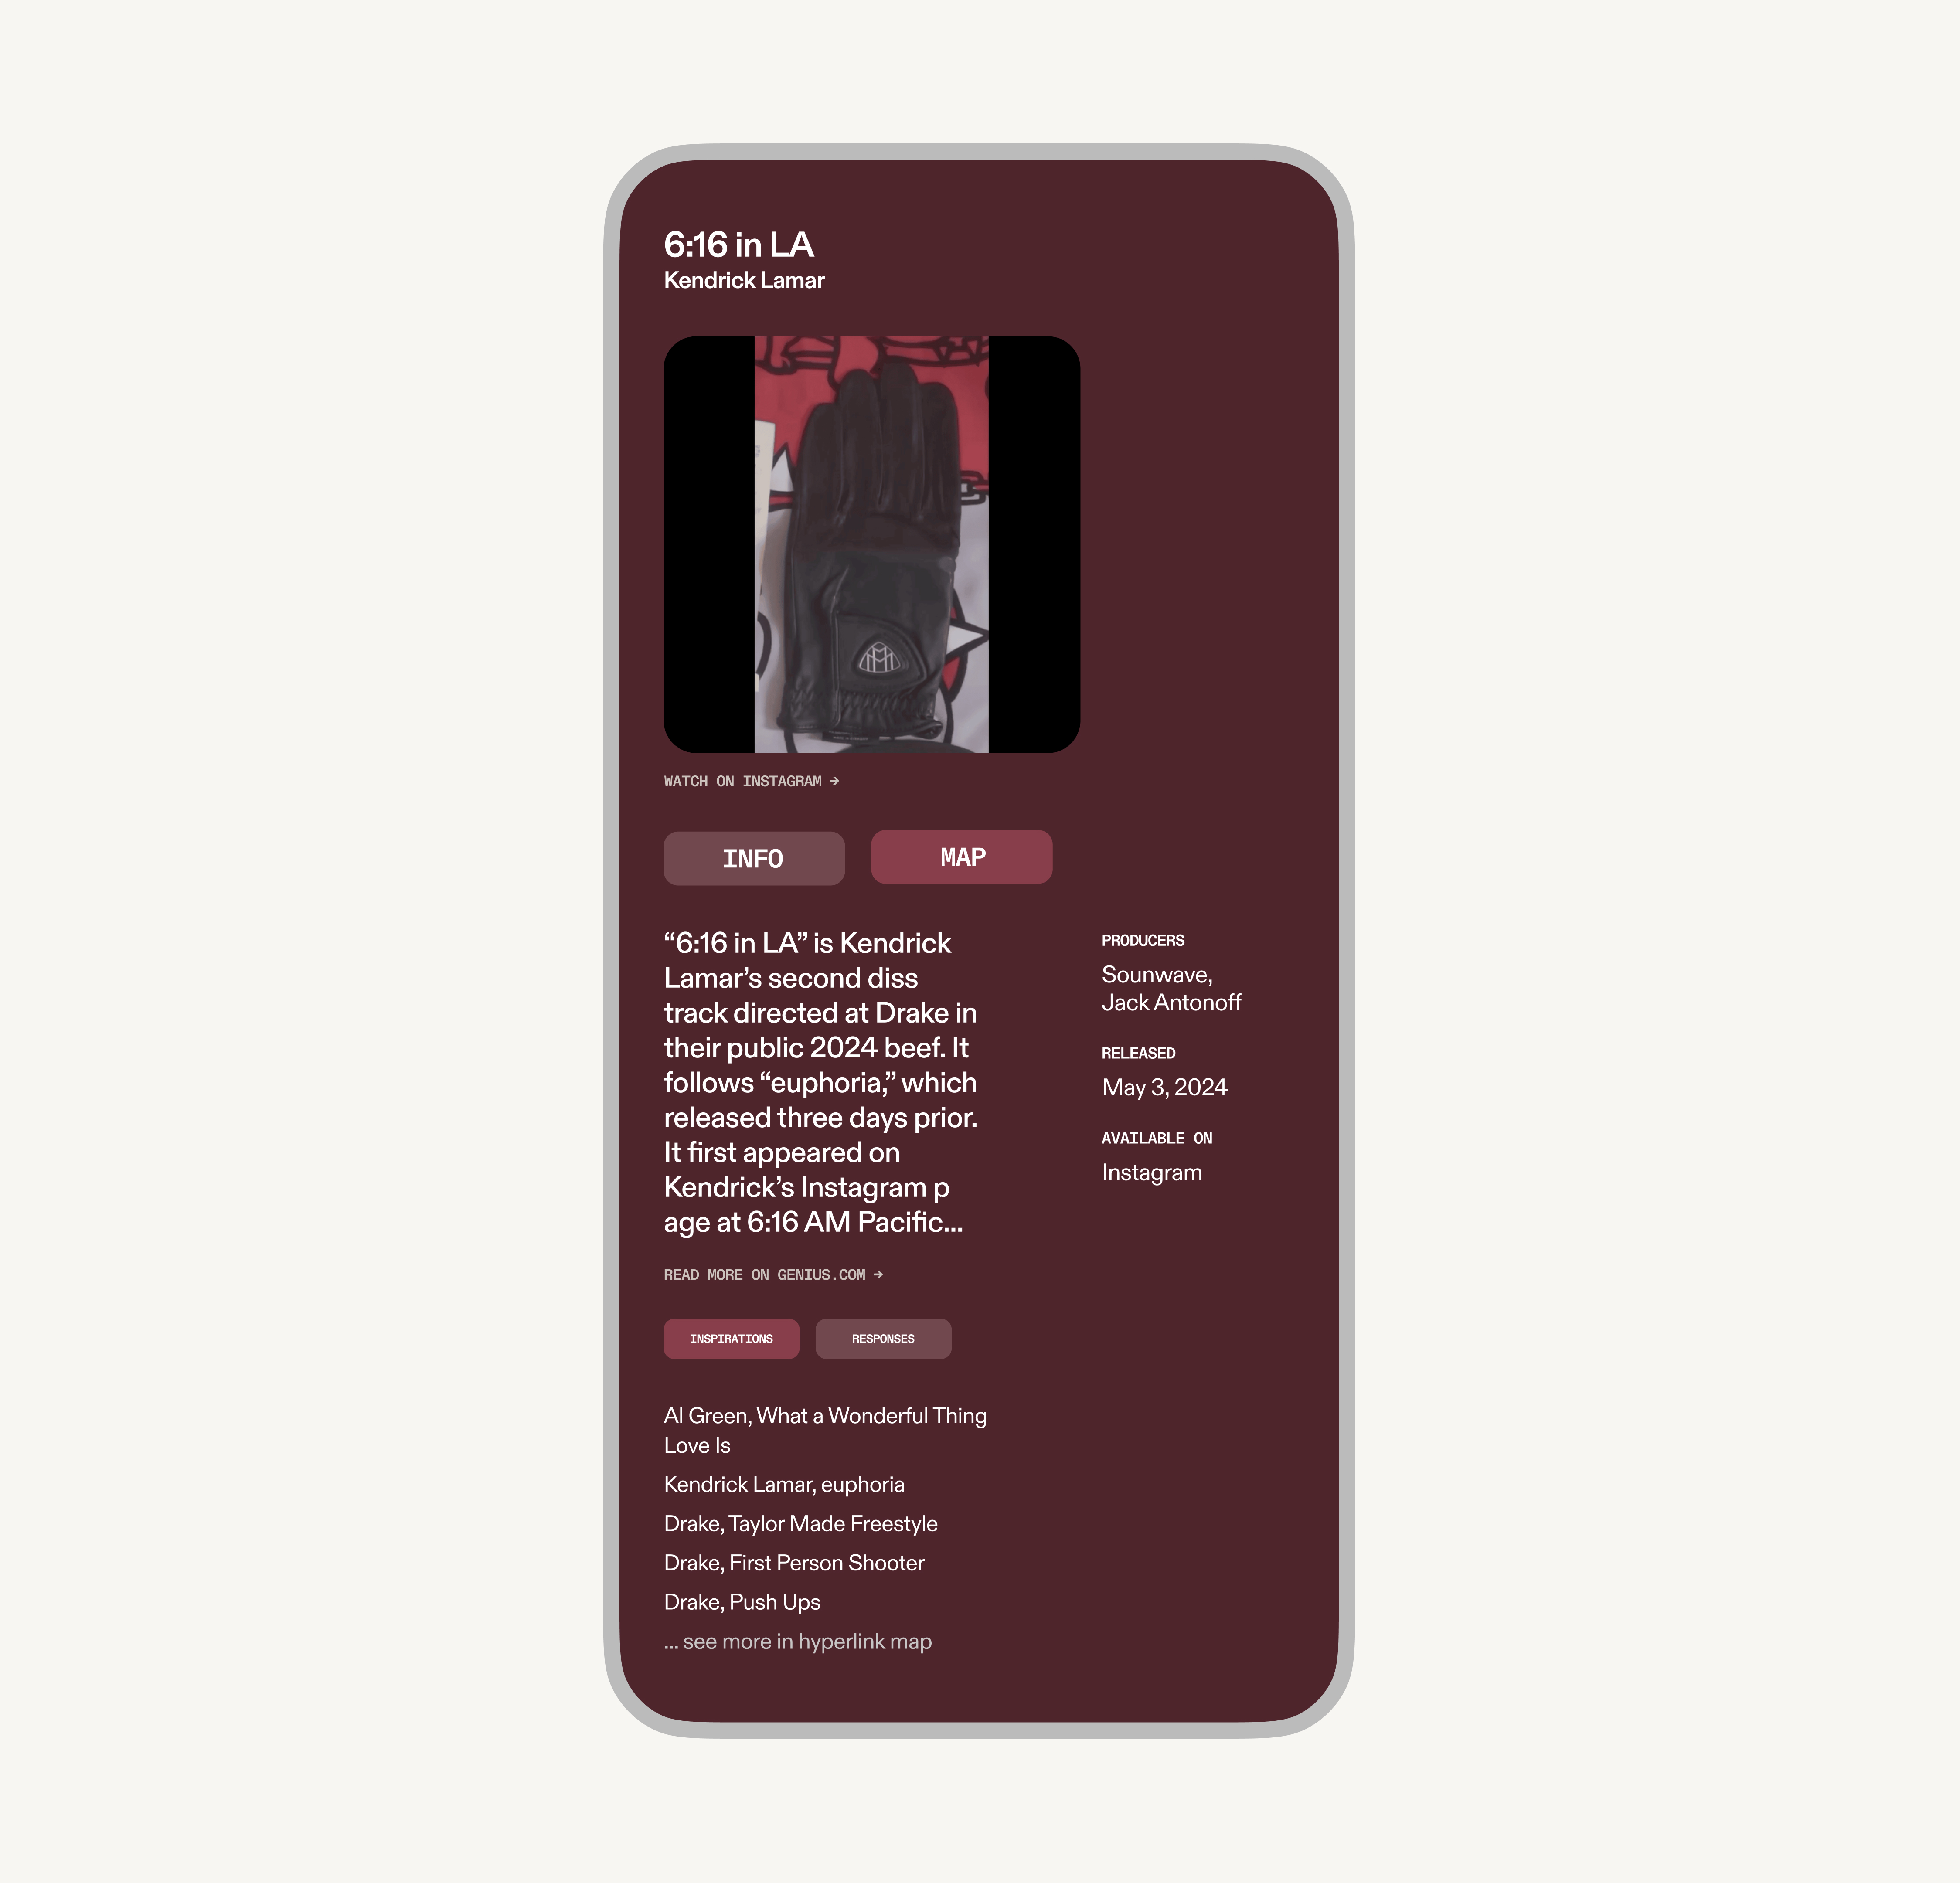 6:16 in LA
Kendrick Lamar
WATCH ON INSTAGRAM →
INFO
MAP
“6:16 in LA” is Kendrick
Lamar’s second diss
track directed at Drake in
their public 2024 beef. It
follows “euphoria,” which
released three days prior.
It first appeared on
Kendrick’s Instagram p
age at 6:16 AM Pacific...
READ MORE ON GENIUS.COM →
PRODUCERS
Sounwave,
Jack Antonoff
RELEASED
May 3, 2024
AVAILABLE ON
Instagram
INSPIRATIONS
RESPONSES
Al Green, What a Wonderful Thing
Love Is
Kendrick Lamar, euphoria
Drake, Taylor Made Freestyle
Drake, First Person Shooter
Drake, Push Ups
... see more in hyperlink map